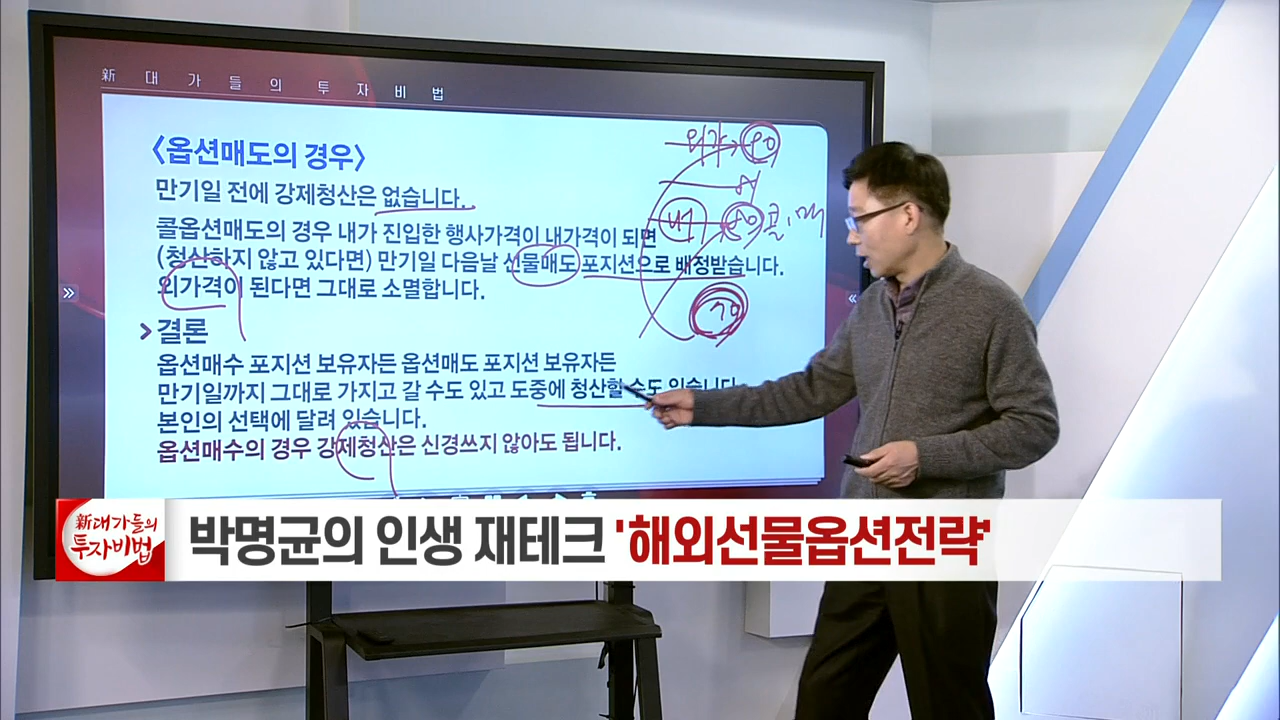 新 대가들의 투자비법
〈옵션매도의 경우〉
만기일 전에 강제청산은 없습니다.
콜옵션매도의 경우 내가 진입한 행사가격이 내가격이 되면
(청산하지 않고 있다면) 만기일 다음날 선물매도 포지션으로 배정받습니다.
외가격이 된다면 그대로 소멸합니다.
외가 90
내 80 콜.매
70
> 결론
옵션매수 포지션 보유자든 옵션매도 포지션 보유자든
만기일까지 그대로 가지고 갈 수도 있고 도중에 청산할 수도 있습니다.
본인의 선택에 달려 있습니다.
옵션매수의 경우 강제청산은 신경쓰지 않아도 됩니다.
新대가들의
투자비법
박명균의 인생 재테크 '해외선물옵션전략'